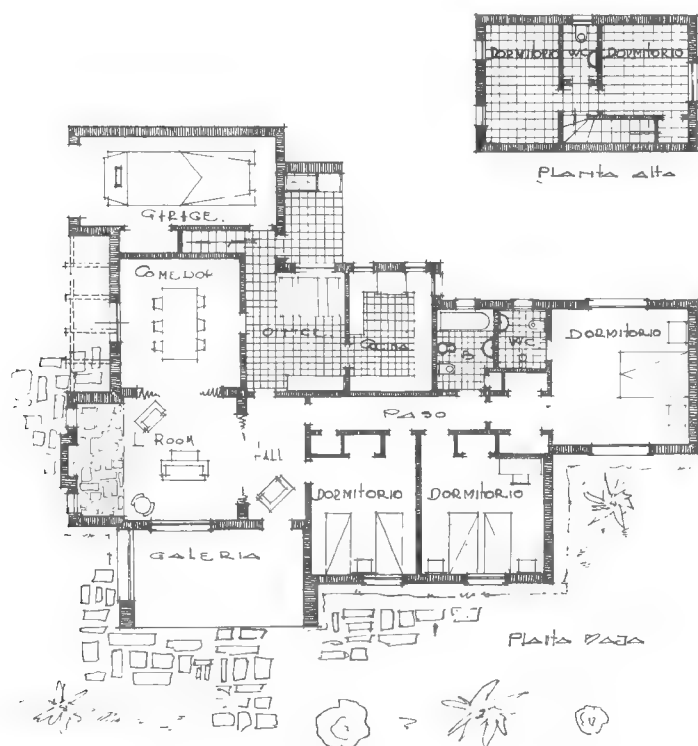 DORMITORIO WC DORMITORIO
PLANTA ALTA
GARAGE.
COMEDOR
OFFICE.
COCINA
B
WC
DORMITORIO
PASO
L. ROOM
HALL
DORMITORIO
DORMITORIO
GALERIA
PLANTA BAJA